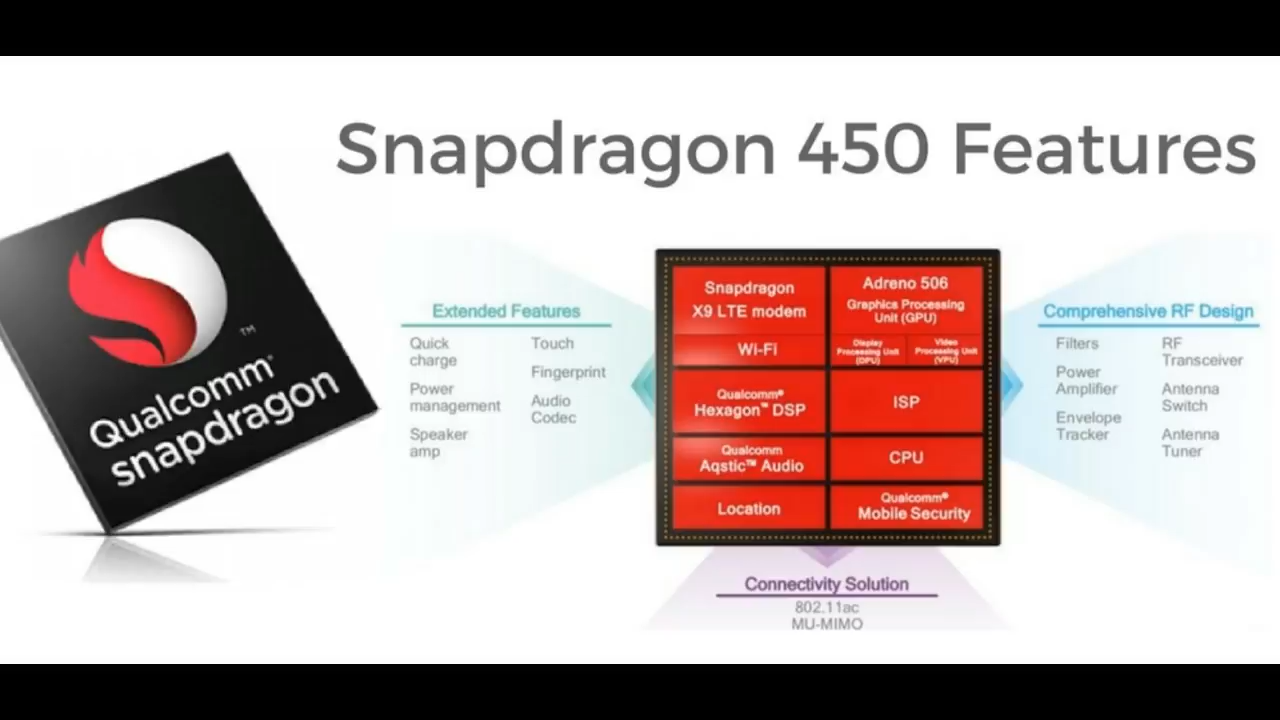 Snapdragon 450 Features
TM
Qualcomm®
snapdragon
Extended Features
Quick
charge
Power
management
Speaker
amp
Touch
Fingerprint
Audio
Codec
Snapdragon
X9 LTE modem
Wi-Fi
Qualcomm®
Hexagon™ DSP
Qualcomm
Aqstic™ Audio
Location
Adreno 506
Graphics Processing
Unit (GPU)
Display
Processing Unit
(DPU)
Video
Processing Unit
(VPU)
ISP
CPU
Qualcomm®
Mobile Security
Comprehensive RF Design
Filters
Power
Amplifier
Envelope
Tracker
RF
Transceiver
Antenna
Switch
Antenna
Tuner
Connectivity Solution
802.11ac
MU-MIMO